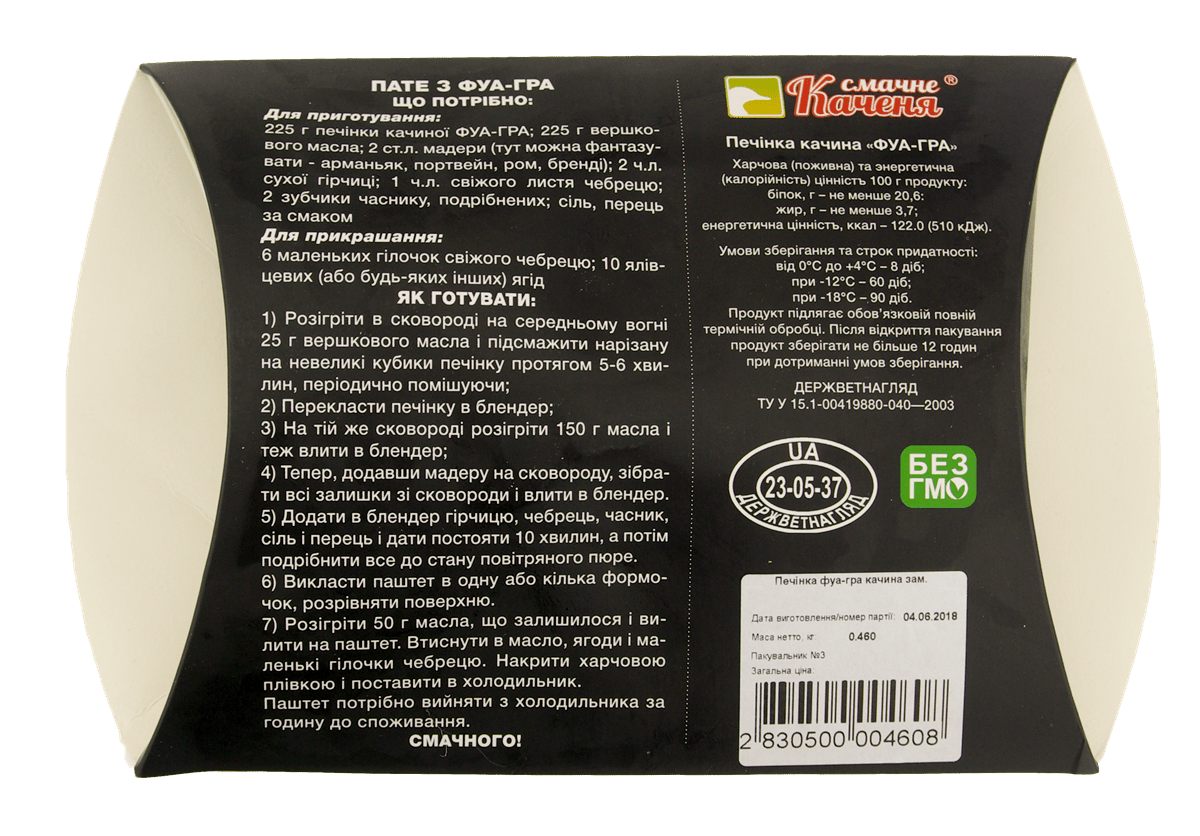 ПАТЕ З ФУА-ГРА
ЩО ПОТРІБНО:
Для приготування:
225 г печінки качиної ФУА-ГРА; 225 г вершко-
вого масла; 2 ст.л. мадери (тут можна фантазу-
вати - арманьяк, портвейн, ром, бренді); 2 ч.л.
сухої гірчиці; 1 ч.л. свіжого листя чебрецю;
2 зубчики часнику, подрібнених; сіль, перець
за смаком
Для прикрашання:
6 маленьких гілочок свіжого чебрецю; 10 ялів-
цевих (або будь-яких інших) ягід
ЯК ГОТУВАТИ:
1) Розігріти в сковороді на середньому вогні
25 г вершкового масла і підсмажити нарізану
на невеликі кубики печінку протягом 5-6 хви-
лин, періодично помішуючи;
2) Перекласти печінку в блендер;
3) На тій же сковороді розігріти 150 г масла і
теж влити в блендер;
4) Тепер, додавши мадеру на сковороду, зібра-
ти всі залишки зі сковороди і влити в блендер.
5) Додати в блендер гірчицю, чебрець, часник,
сіль і перець і дати постояти 10 хвилин, а потім
подрібнити все до стану повітряного пюре.
6) Викласти паштет в одну або кілька формо-
чок, розрівняти поверхню.
7) Розігріти 50 г масла, що залишилося і ви-
лити на паштет. Втиснути в масло, ягоди і ма-
ленькі гілочки чебрецю. Накрити харчовою
плівкою і поставити в холодильник.
Паштет потрібно вийняти з холодильника за
годину до споживання.
СМАЧНОГО!
смачне ®
Каченя
Печінка качина «ФУА-ГРА»
Харчова (поживна) та энергетична
(калорійність) цінність 100 г продукту:
біпок, г – не менше 20,6:
жир, г – не менше 3,7;
енергетична цінність, ккал – 122.0 (510 кДж).
Умови зберігання та строк придатності:
від 0°С до +4°С – 8 діб;
при -12°С – 60 діб;
при -18°С – 90 діб.
Продукт підлягає обов'язковій повній
термічній обробці. Після відкриття пакування
продукт зберігати не більше 12 годин
при дотриманні умов зберігання.
ДЕРЖВЕТНАГЛЯД
ТУ У 15.1-00419880-040—2003
UA
23-05-37
ДЕРЖВЕТНАГЛЯД
БЕЗ
ГМО
Печінка фуа-гра качина зам.
Дата виготовлення/номер партії: 04.06.2018
Маса нетто, кг: 0.460
Пакувальник №3
Загальна ціна:
2 830500 004608